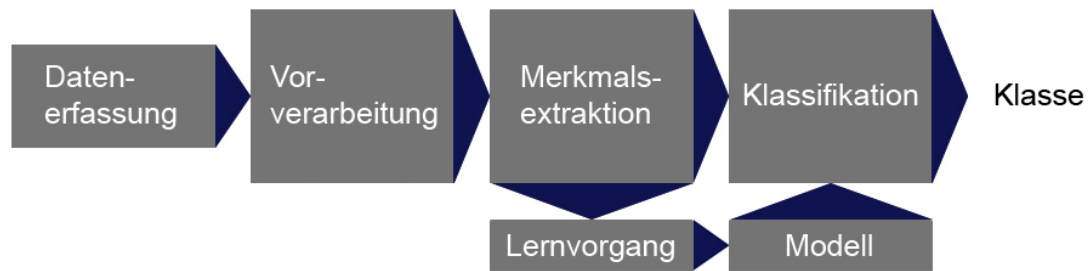 Daten-
erfassung
Vor-
verarbeitung
Merkmals-
extraktion
Klassifikation
Klasse
Lernvorgang
Modell